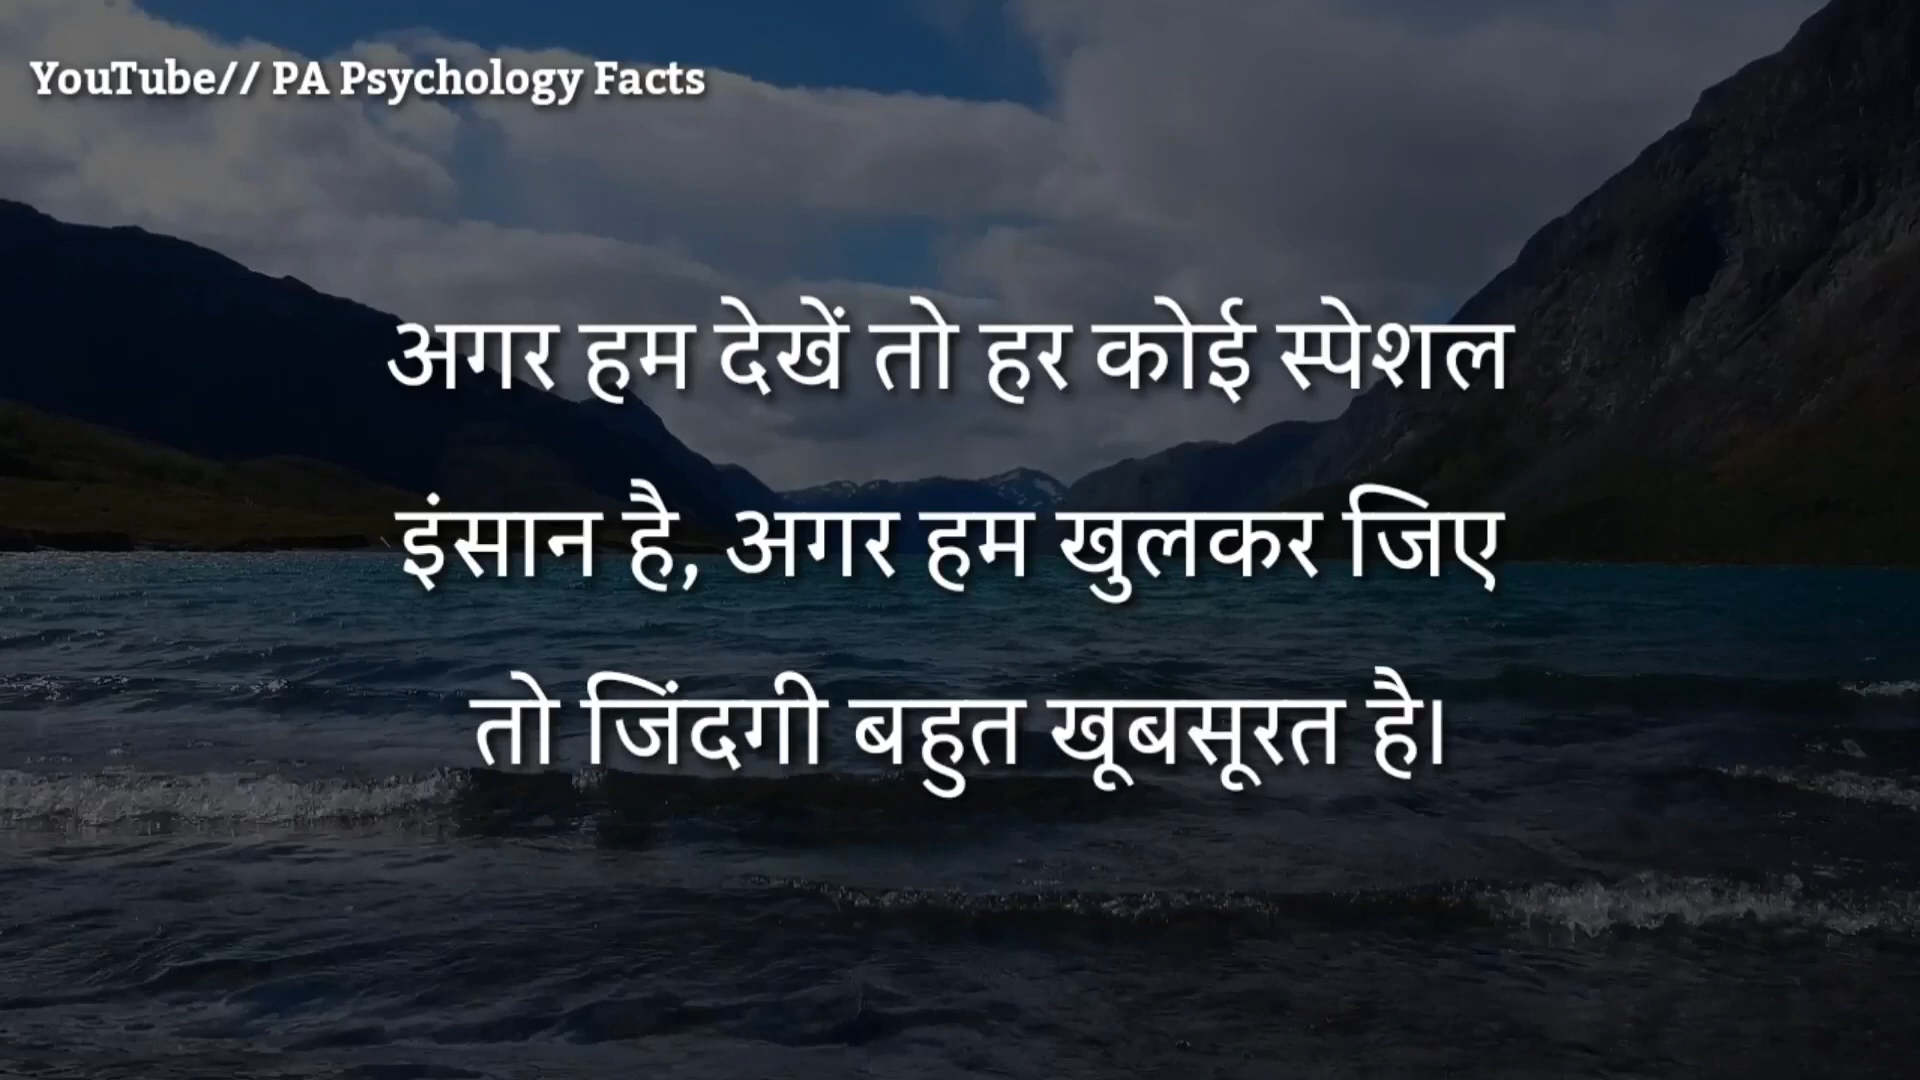 YouTube// PA Psychology Facts
अगर हम देखें तो हर कोई स्पेशल
इंसान है, अगर हम खुलकर जिए
तो जिंदगी बहुत खूबसूरत है।